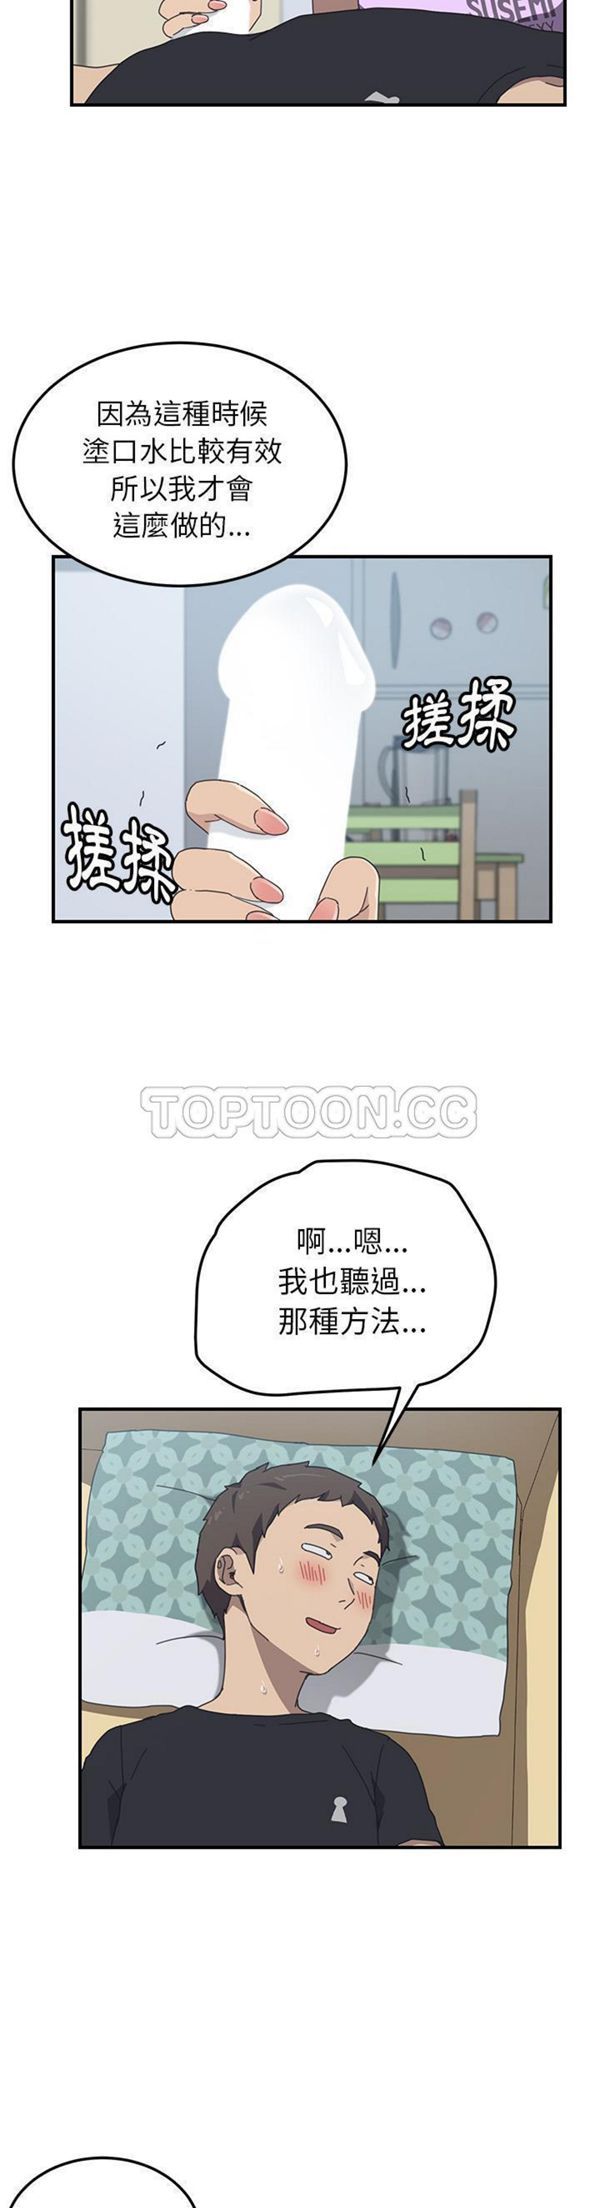 SUSEMI
因為這種時候
塗口水比較有效
所以我才會
這麼做的...
搓揉
搓揉
TOPTOON.CC
啊...嗯...
我也聽過...
那種方法...